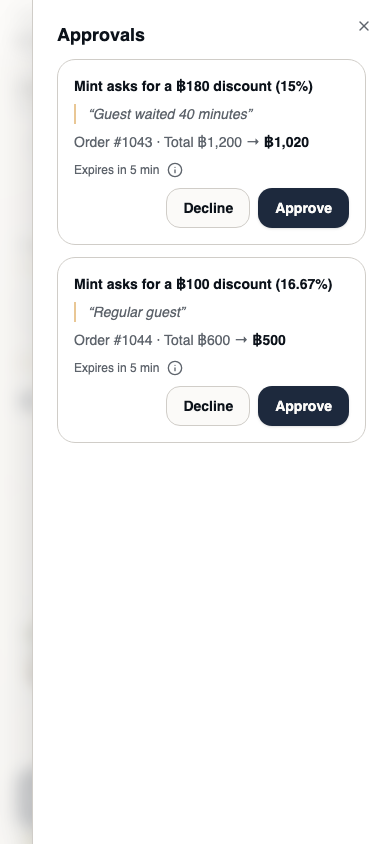 Approvals
Mint asks for a ฿180 discount (15%)
“Guest waited 40 minutes”
Order #1043 · Total ฿1,200 → ฿1,020
Expires in 5 min
Decline
Approve
Mint asks for a ฿100 discount (16.67%)
“Regular guest”
Order #1044 · Total ฿600 → ฿500
Expires in 5 min
Decline
Approve